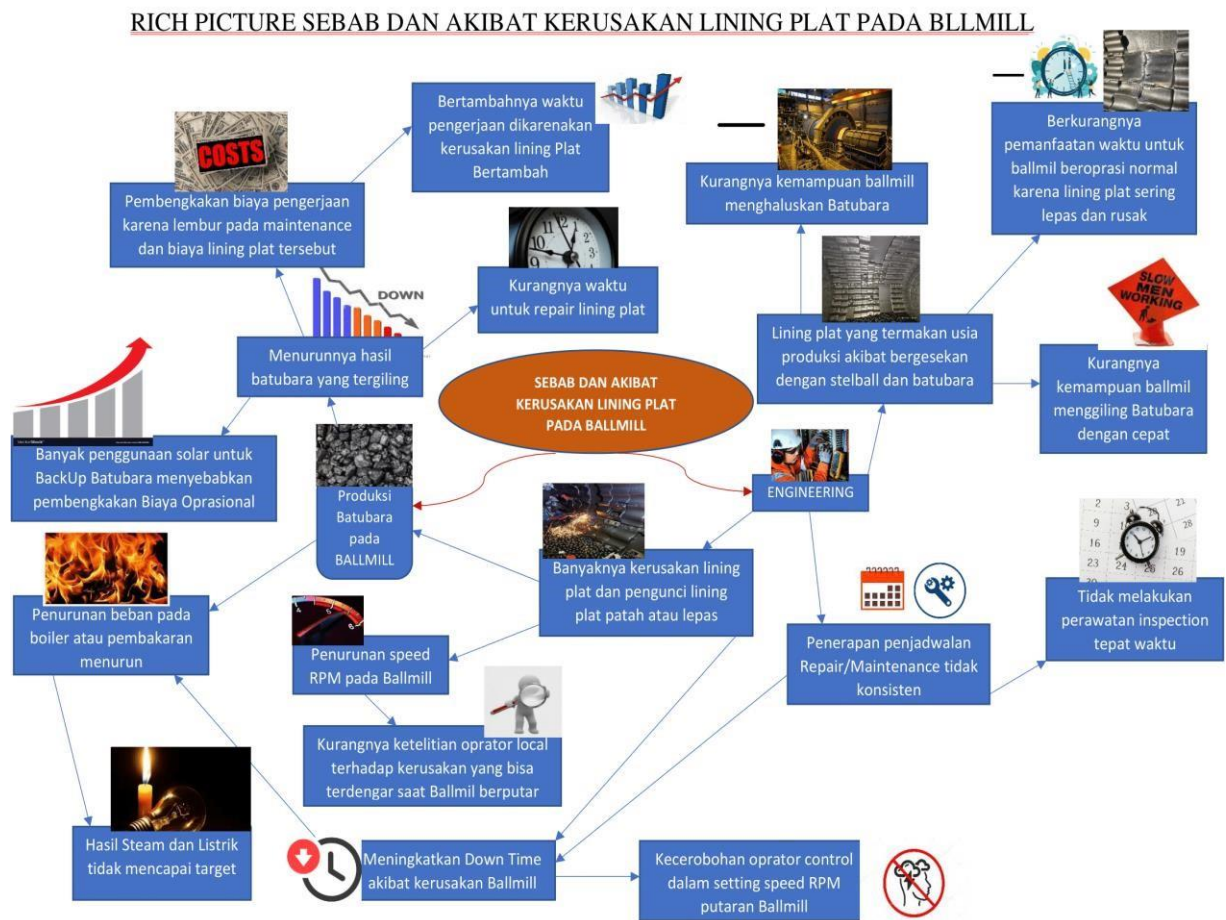 RICH PICTURE SEBAB DAN AKIBAT KERUSAKAN LINING PLAT PADA BLLMILL
Bertambahnya waktu
pengerjaan dikarenakan
kerusakan lining Plat
Bertambah
COSTS
Pembengkakan biaya pengerjaan
karena lembur pada maintenance
dan biaya lining plat tersebut
Kurangnya kemampuan ballmill
menghaluskan Batubara
Berkurangnya
pemanfaatan waktu untuk
ballmil beroprasi normal
karena lining plat sering
lepas dan rusak
DOWN
Kurangnya waktu
untuk repair lining plat
Menurunnya hasil
batubara yang tergiling
Lining plat yang termakan usia
produksi akibat bergesekan
dengan stelball dan batubara
SLOW
MEN
WORKING
Kurangnya
kemampuan ballmil
menggiling Batubara
dengan cepat
SEBAB DAN AKIBAT
KERUSAKAN LINING PLAT
PADA BALLMILL
Banyak penggunaan solar untuk
BackUp Batubara menyebabkan
pembengkakan Biaya Oprasional
Produksi
Batubara
pada
BALLMILL
ENGINEERING
Banyaknya kerusakan lining
plat dan pengunci lining
plat patah atau lepas
Penurunan beban pada
boiler atau pembakaran
menurun
Penurunan speed
RPM pada Ballmill
Penerapan penjadwalan
Repair/Maintenance tidak
konsisten
Tidak melakukan
perawatan inspection
tepat waktu
Kurangnya ketelitian oprator local
terhadap kerusakan yang bisa
terdengar saat Ballmil berputar
Hasil Steam dan Listrik
tidak mencapai target
Meningkatkan Down Time
akibat kerusakan Ballmill
Kecerobohan oprator control
dalam setting speed RPM
putaran Ballmill